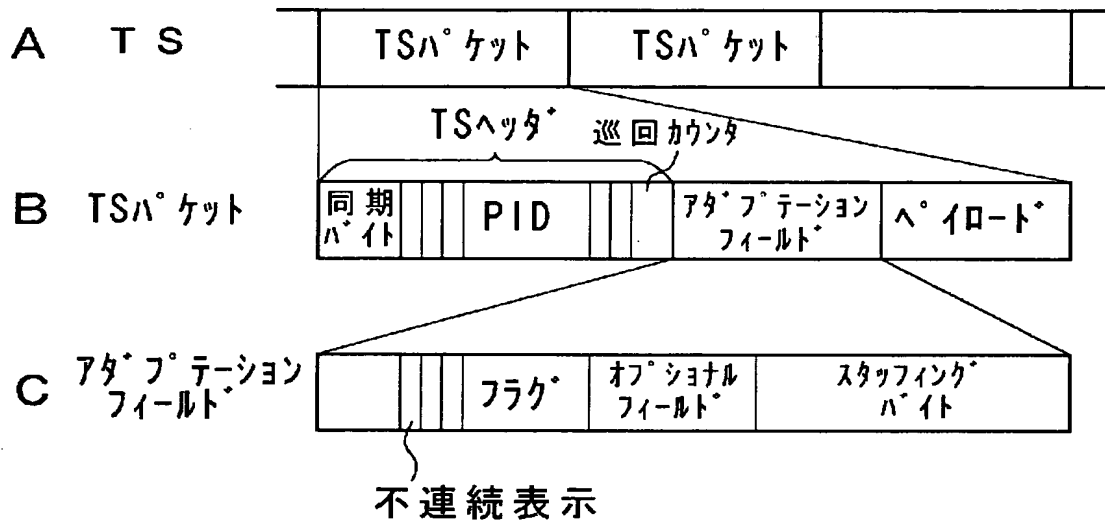 A TS TSパケット TSパケット
TSヘッダ 巡回カウンタ
B TSパケット
同期
バイト
PID
アダプテーション
フィールド
ペイロード
C
アダプテーション
フィールド
フラグ
オプショナル
フィールド
スタッフィング
バイト
不連続表示